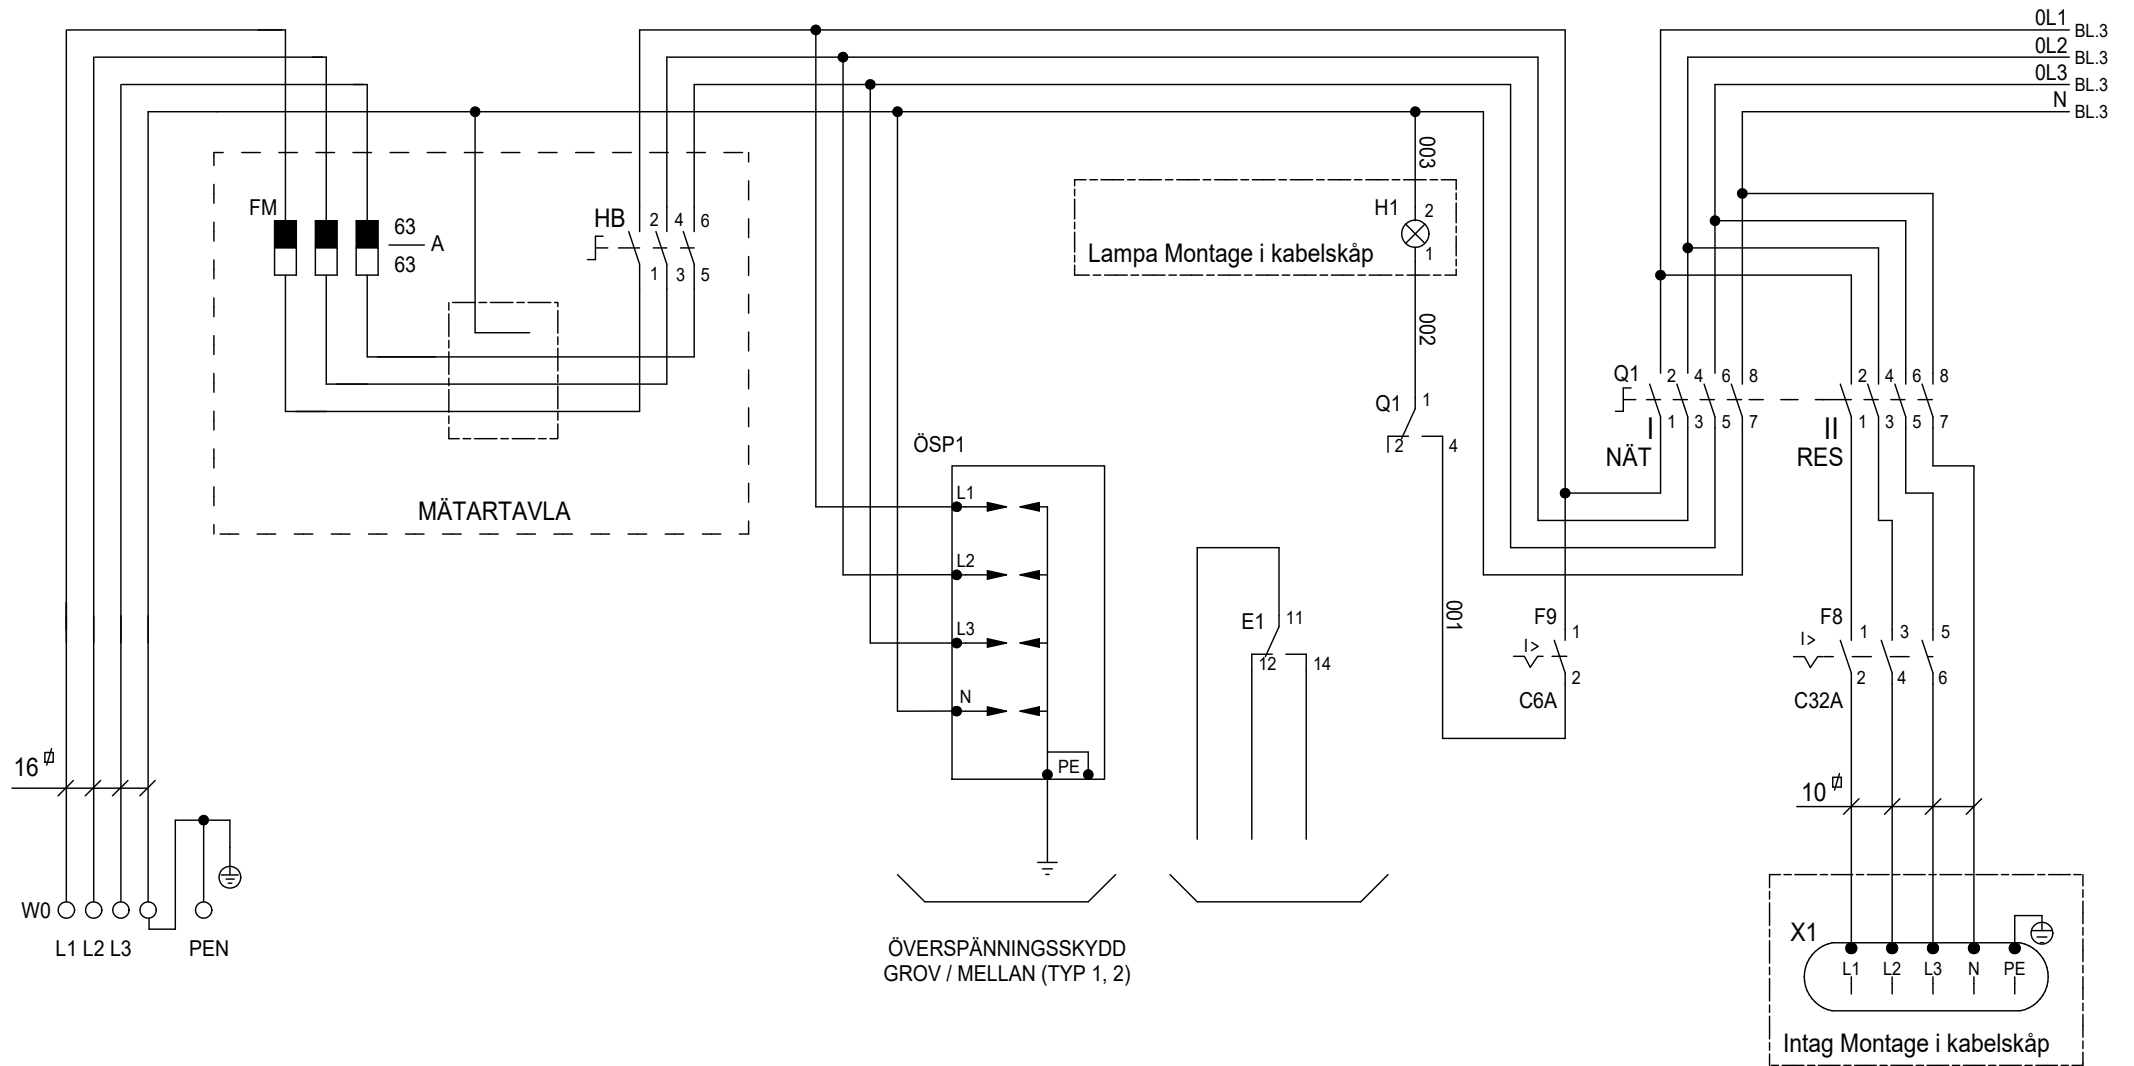 0L1 BL.3
0L2 BL.3
0L3 BL.3
N BL.3
003
FM
63
A
63
HB 2 4 6
1 3 5
H1 2
1
Lampa Montage i kabelskåp
002
Q1 1
2 4
Q1 2 4 6 8
1 3 5 7
I
NÄT
2 4 6 8
1 3 5 7
II
RES
MÄTARTAVLA
ÖSP1
L1
L2
L3
N
PE
E1 11
12 14
001
F9 1
I>
2
C6A
F8 1 3 5
I>
2 4 6
C32A
16
10
W0
L1 L2 L3 PEN
ÖVERSPÄNNINGSSKYDD
GROV / MELLAN (TYP 1, 2)
X1
L1 L2 L3 N PE
Intag Montage i kabelskåp